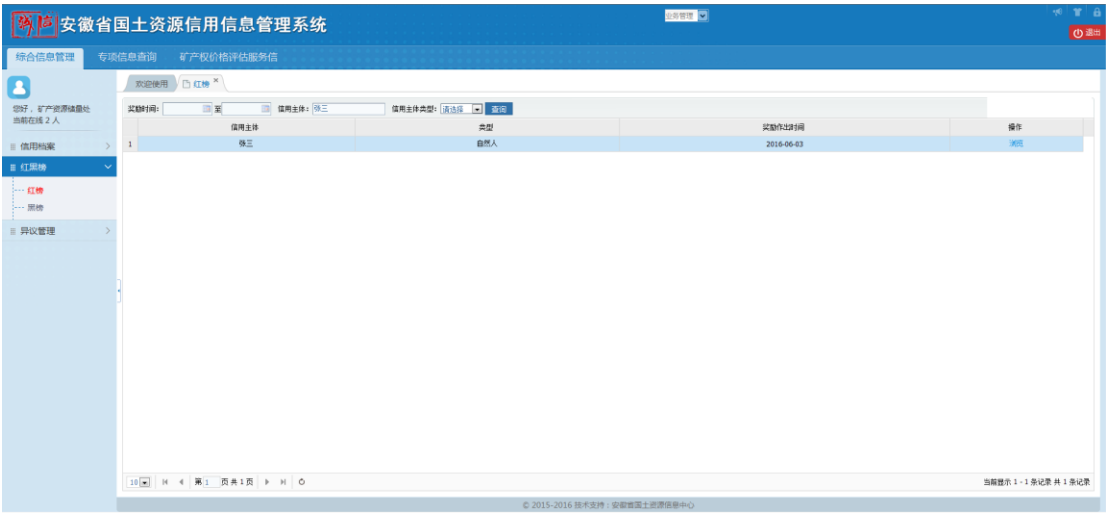 诚信 安徽省国土资源信用信息管理系统
业务管理
退出
综合信息管理 专项信息查询 矿产权价格评估服务信
欢迎使用 红榜 ×
您好，矿产资源储量处
当前在线 2 人
奖励时间: 至 信用主体: 张三 信用主体类型: 请选择 查询
信用主体 类型 奖励作出时间 操作
1 张三 自然人 2016-06-03 浏览
信用档案
红黑榜
红榜
黑榜
异议管理
10 第 1 页共1页
当前显示 1 - 1 条记录 共 1 条记录
© 2015-2016 技术支持：安徽省国土资源信息中心